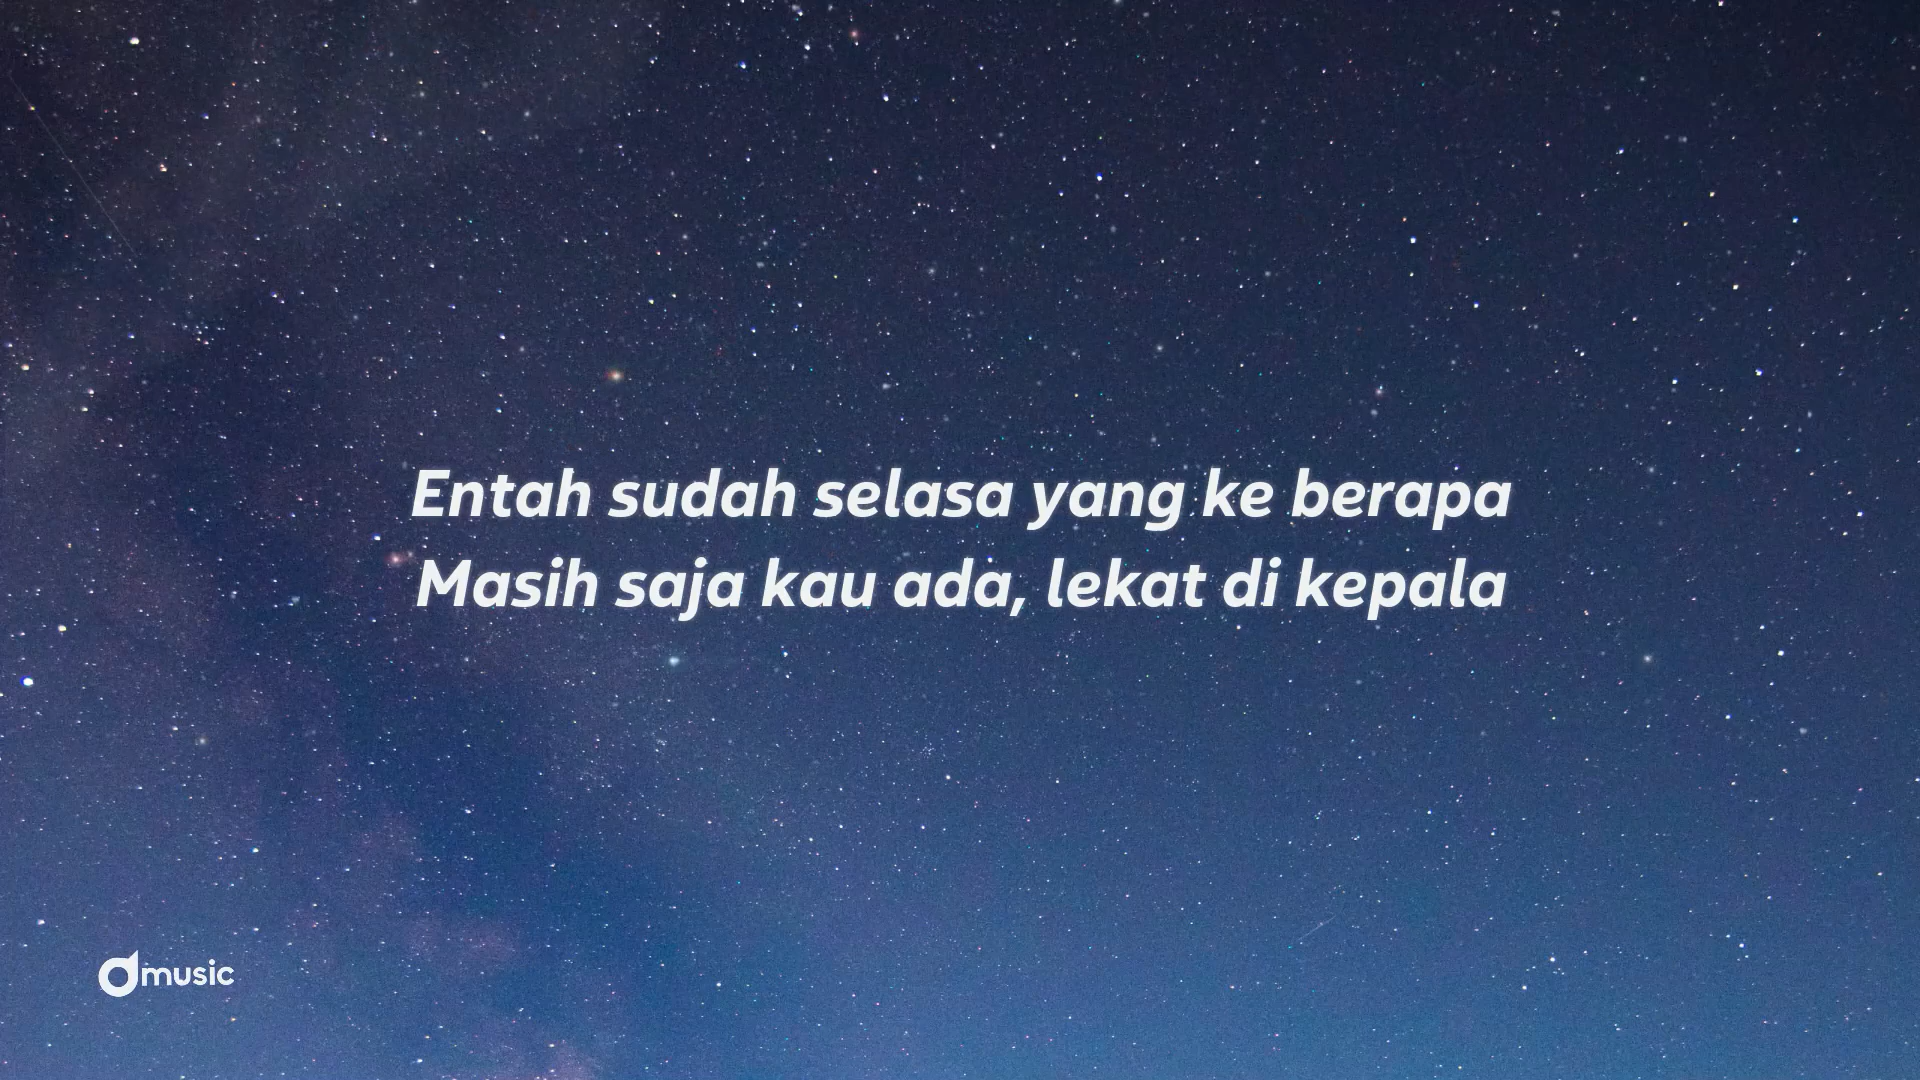 Entah sudah selasa yang ke berapa
Masih saja kau ada, lekat di kepala
music